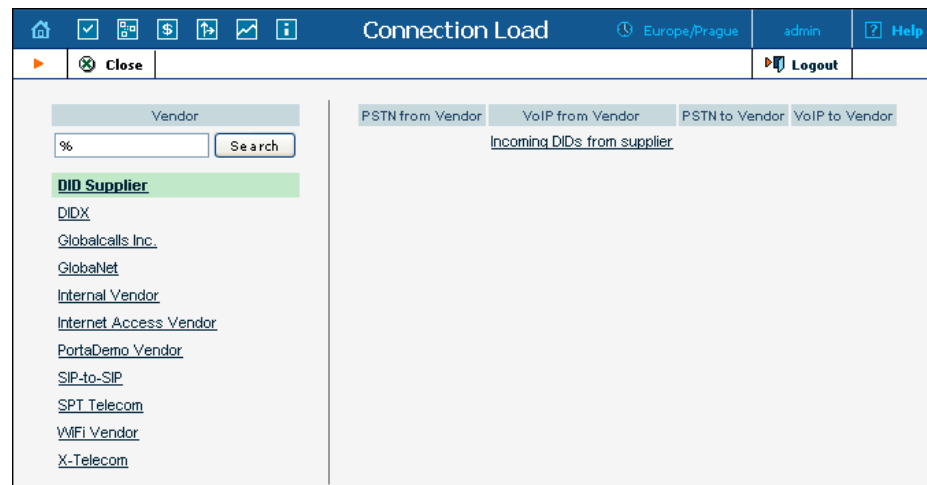 Connection Load Europe/Prague admin ? Help
Close Logout
Vendor
% Search
DID Supplier
DIDX
Globalcalls Inc.
GlobaNet
Internal Vendor
Internet Access Vendor
PortaDemo Vendor
SIP-to-SIP
SPT Telecom
WiFi Vendor
X-Telecom
PSTN from Vendor VoIP from Vendor PSTN to Vendor VoIP to Vendor
Incoming DIDs from supplier